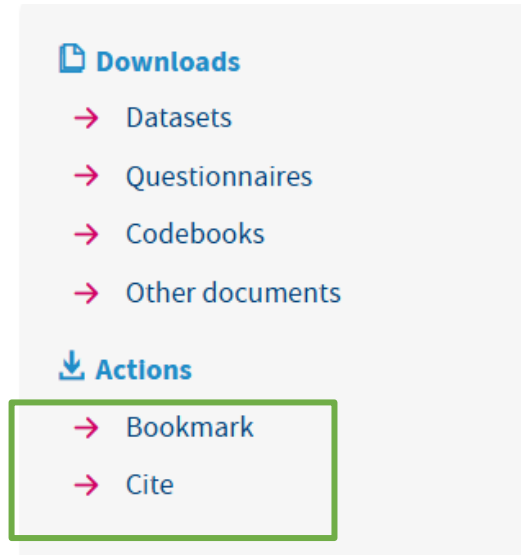 Downloads
Datasets
Questionnaires
Codebooks
Other documents
Actions
Bookmark
Cite